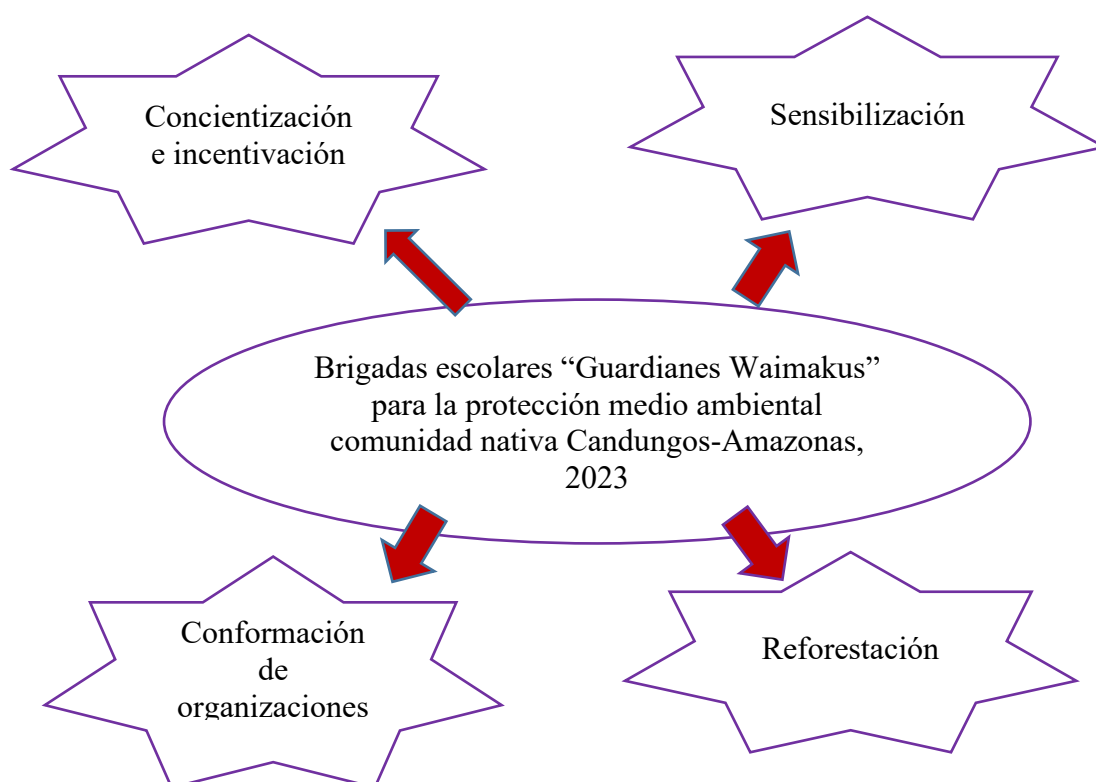 Concientización
e incentivación
Sensibilización
Brigadas escolares “Guardianes Waimakus”
para la protección medio ambiental
comunidad nativa Candungos-Amazonas,
2023
Conformación
de
organizaciones
Reforestación